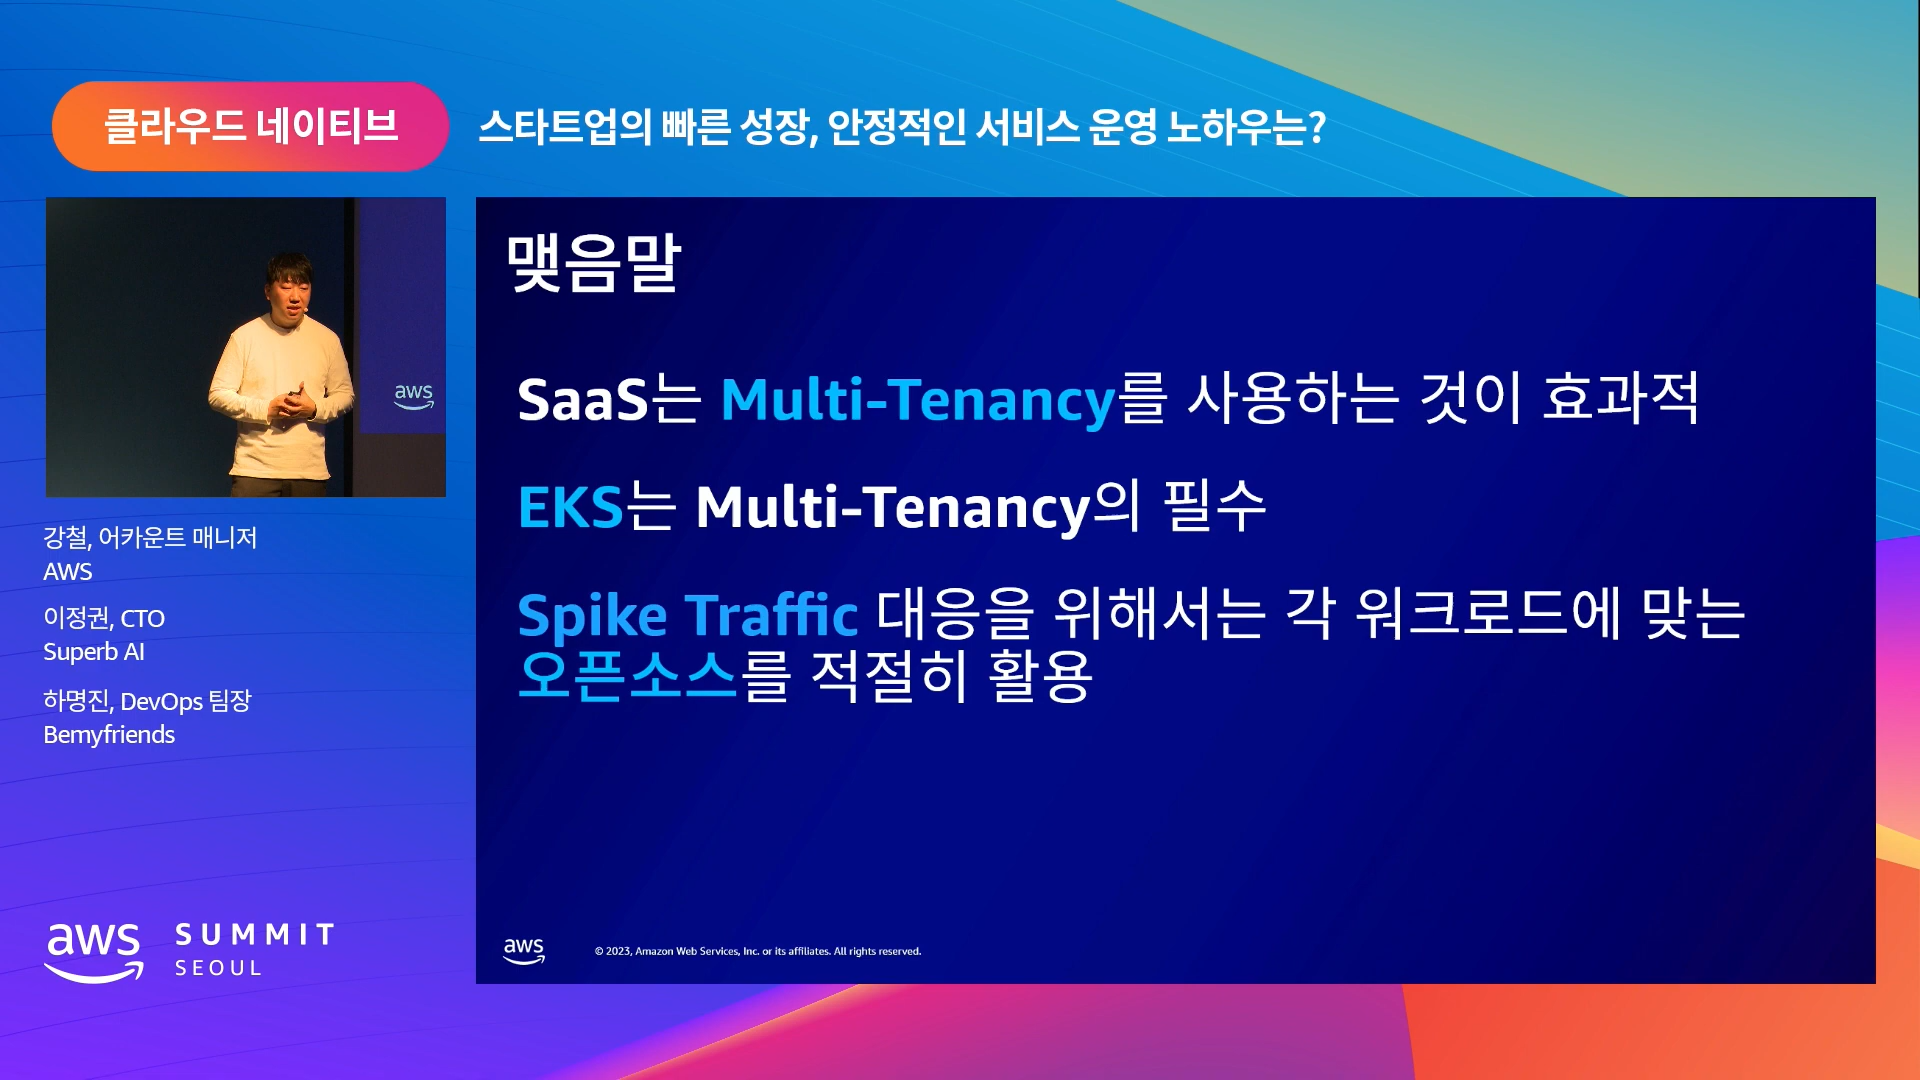 클라우드 네이티브
스타트업의 빠른 성장, 안정적인 서비스 운영 노하우는?
aws
강철, 어카운트 매니저
AWS
이정권, CTO
Superb AI
하명진, DevOps 팀장
Bemyfriends
aws SUMMIT
SEOUL
맺음말
SaaS는 Multi-Tenancy를 사용하는 것이 효과적
EKS는 Multi-Tenancy의 필수
Spike Traffic 대응을 위해서는 각 워크로드에 맞는
오픈소스를 적절히 활용
aws
© 2023, Amazon Web Services, Inc. or its affiliates. All rights reserved.